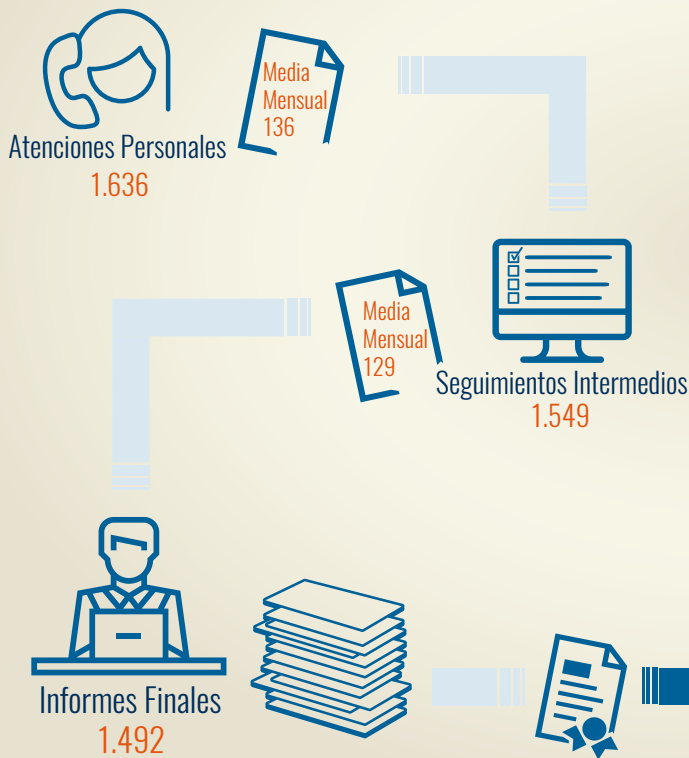 Media
Mensual
136
Atenciones Personales
1.636
Media
Mensual
129
Seguimientos Intermedios
1.549
Informes Finales
1.492